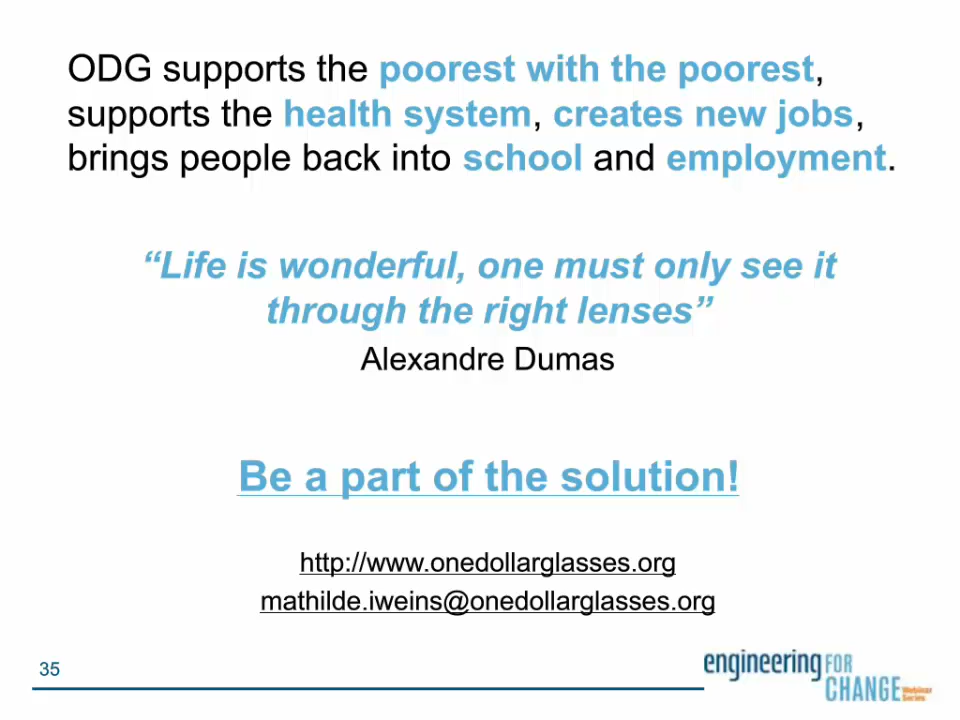 ODG supports the poorest with the poorest,
supports the health system, creates new jobs,
brings people back into school and employment.
“Life is wonderful, one must only see it
through the right lenses”
Alexandre Dumas
Be a part of the solution!
http://www.onedollarglasses.org
mathilde.iweins@onedollarglasses.org
35
engineering FOR
CHANGE Webinar
Series